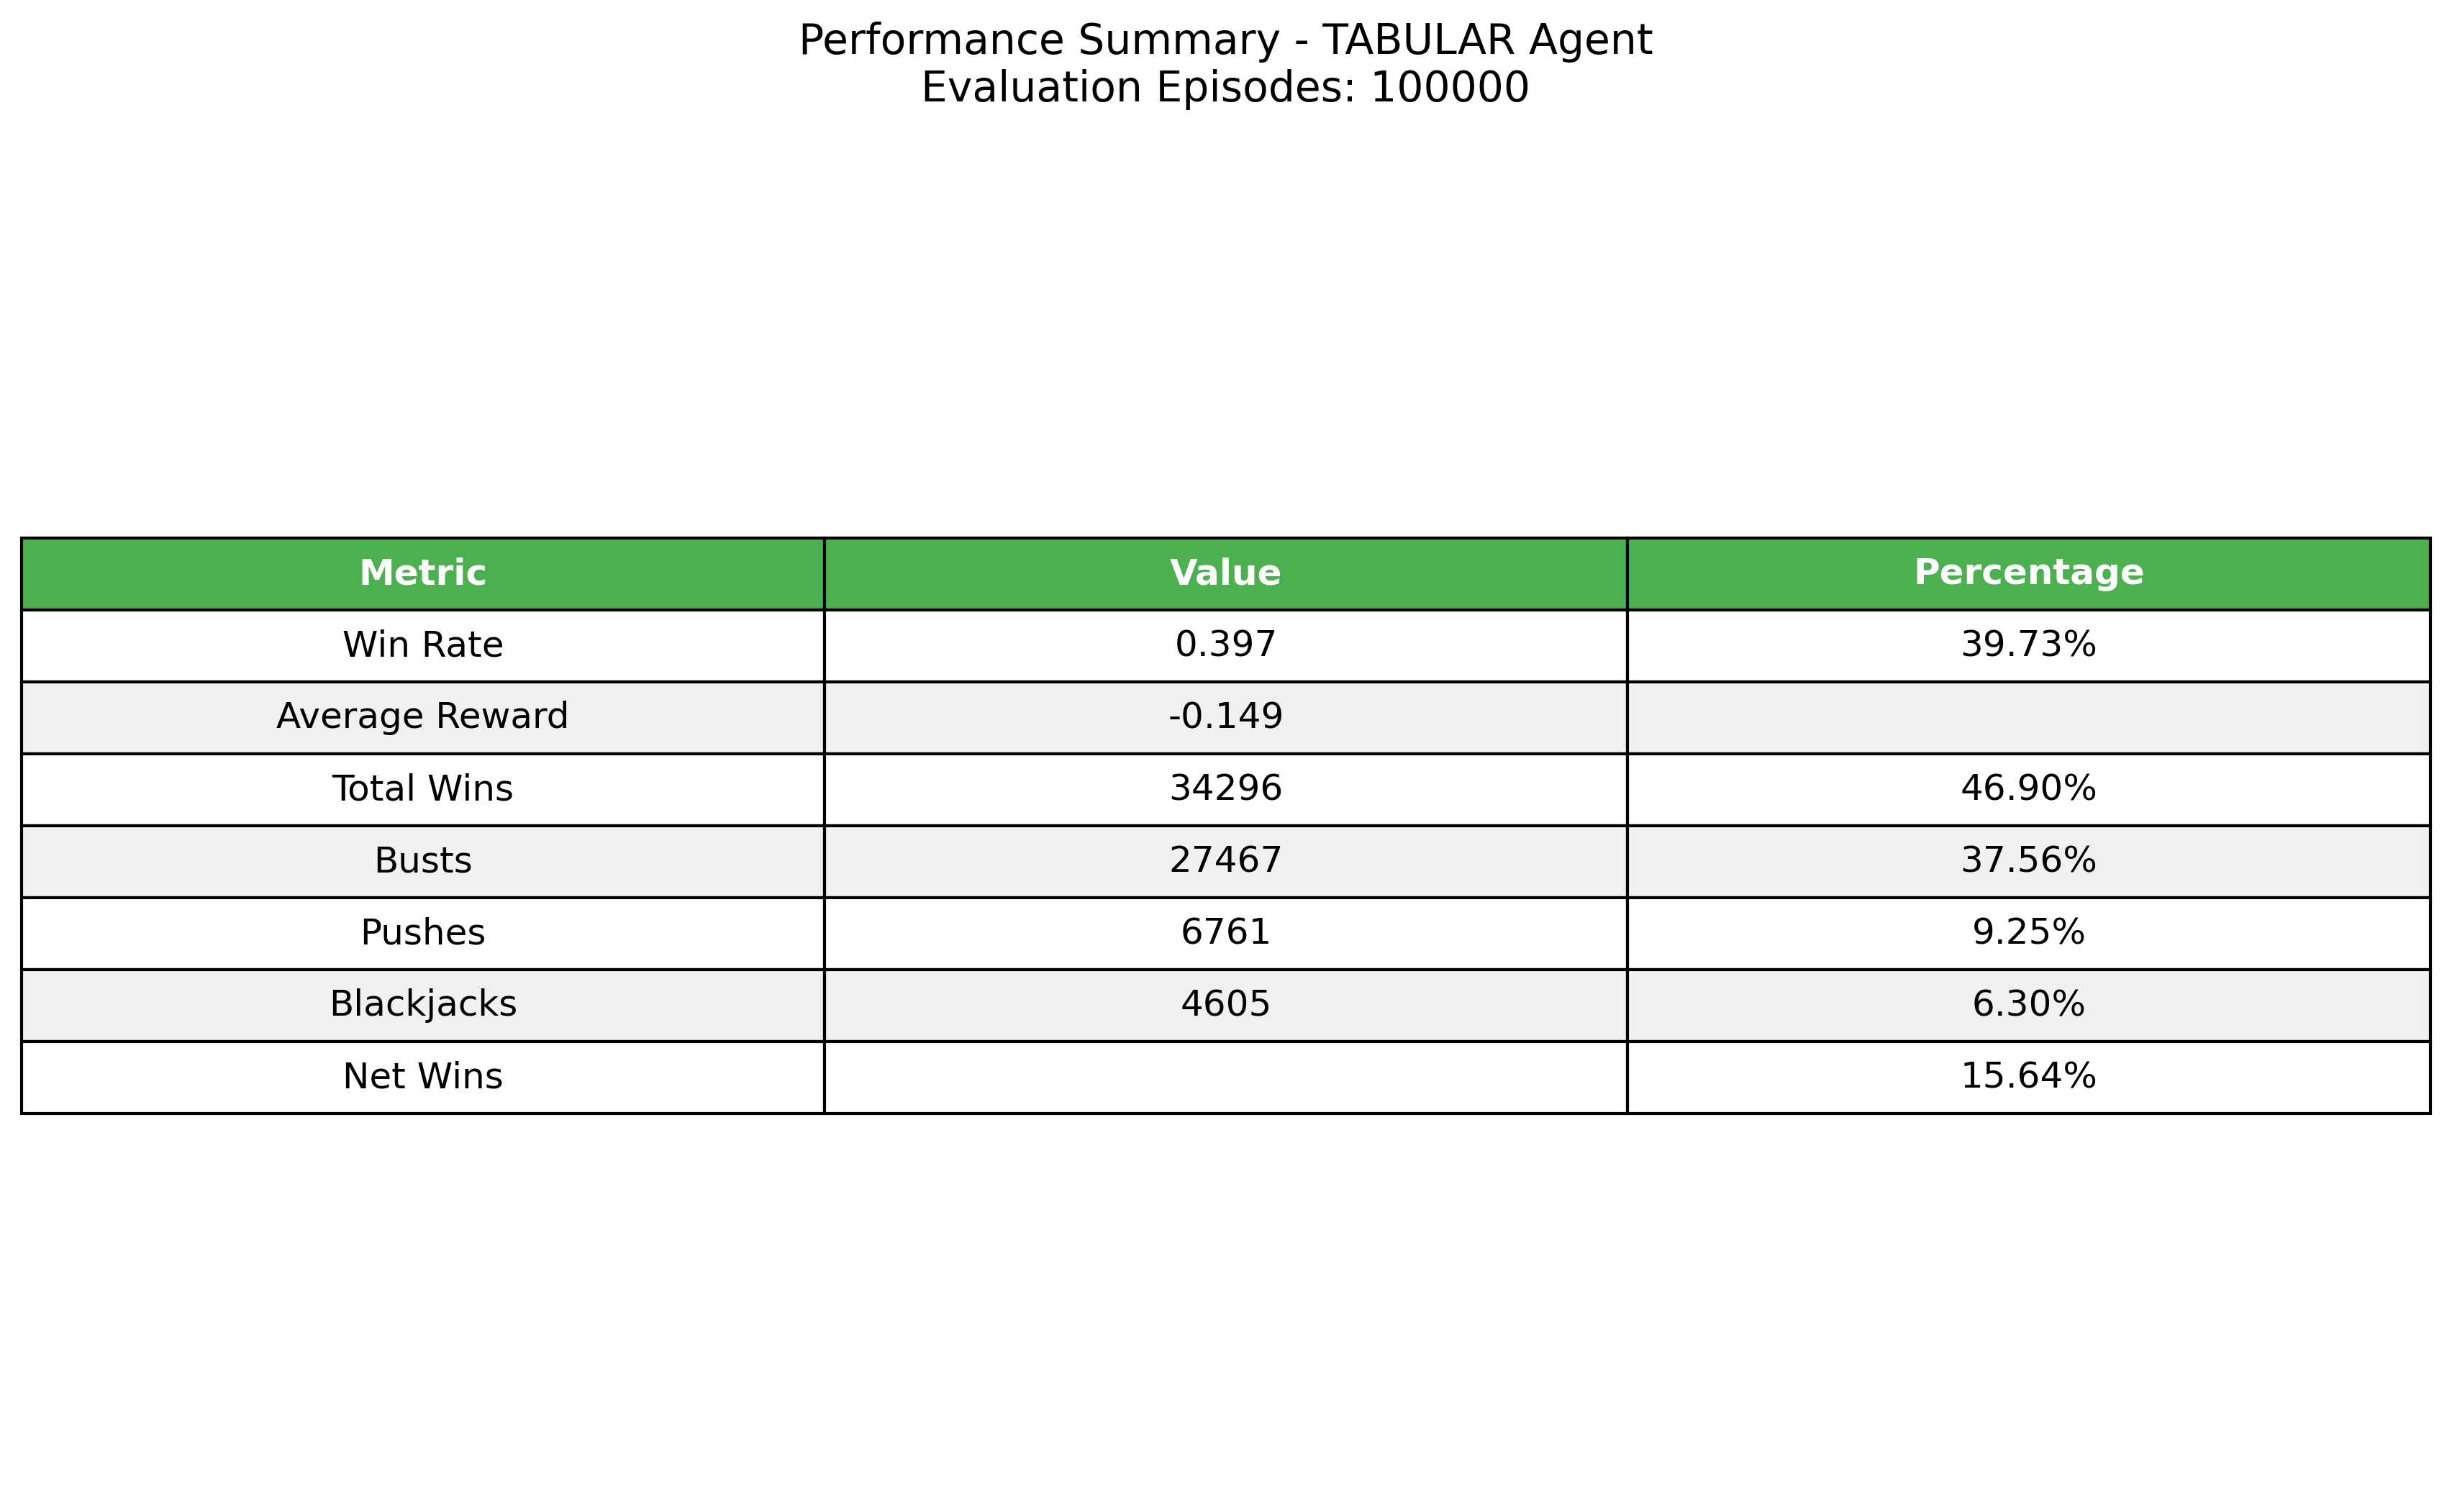 Performance Summary - TABULAR Agent
Evaluation Episodes: 100000
Metric Value Percentage
Win Rate 0.397 39.73%
Average Reward -0.149
Total Wins 34296 46.90%
Busts 27467 37.56%
Pushes 6761 9.25%
Blackjacks 4605 6.30%
Net Wins 15.64%